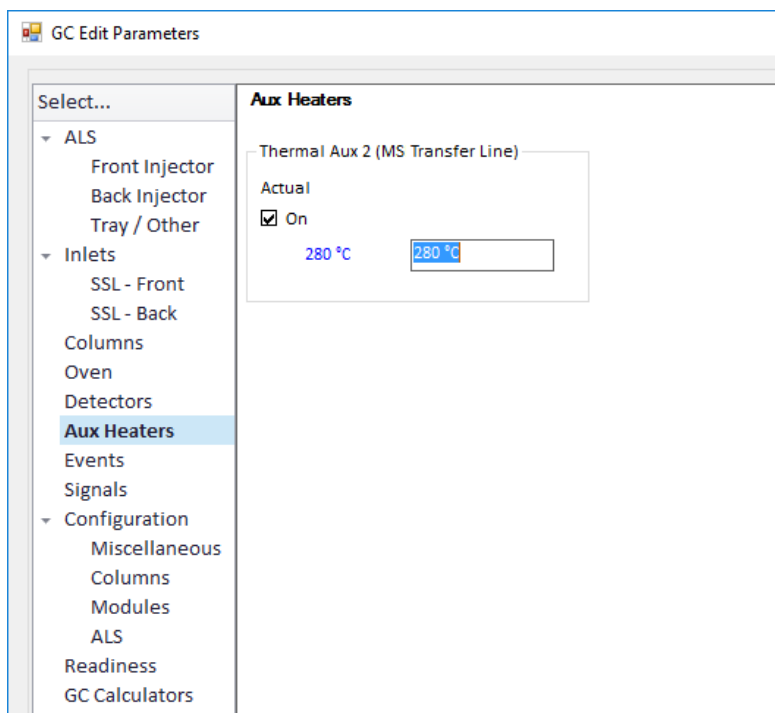 GC Edit Parameters
Select...
ALS
Front Injector
Back Injector
Tray / Other
Inlets
SSL - Front
SSL - Back
Columns
Oven
Detectors
Aux Heaters
Events
Signals
Configuration
Miscellaneous
Columns
Modules
ALS
Readiness
GC Calculators
Aux Heaters
Thermal Aux 2 (MS Transfer Line)
Actual
On
280 °C 280 °C